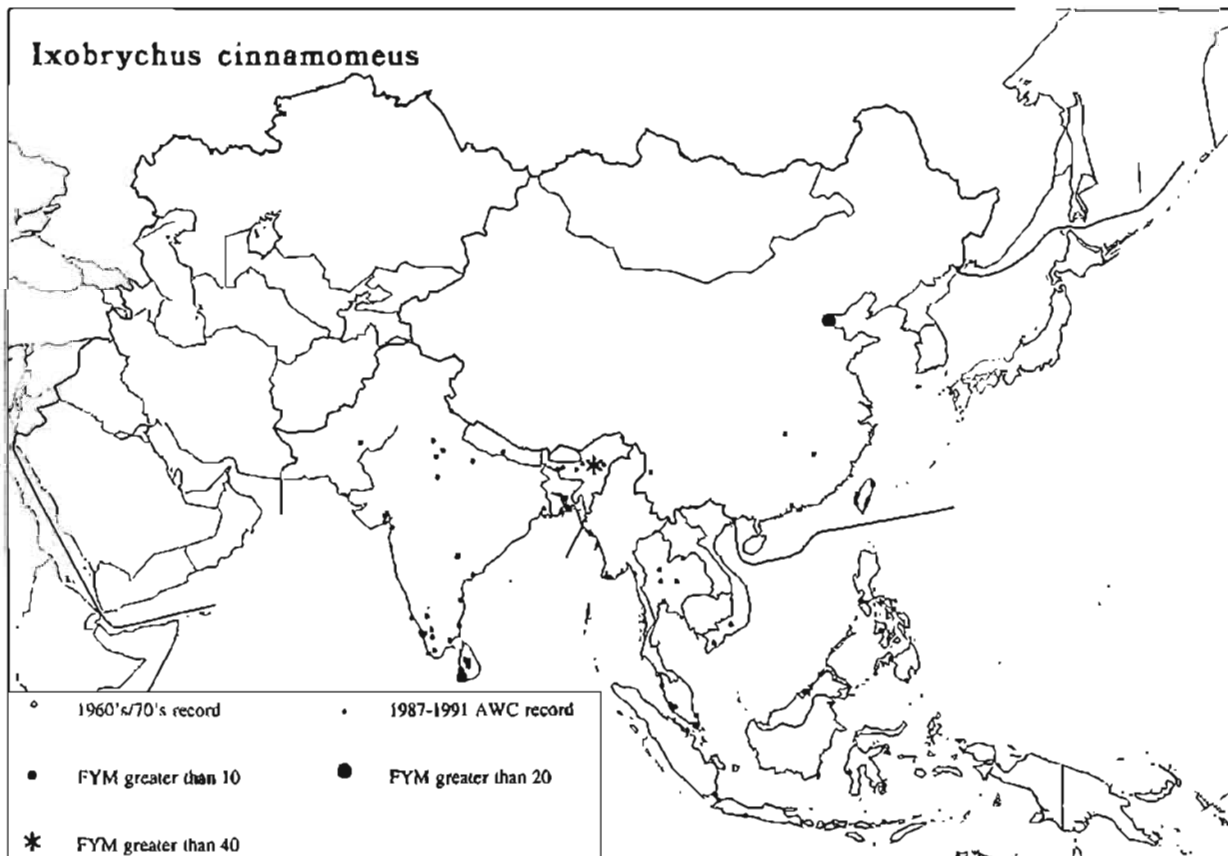 Ixobrychus cinnamomeus
1960's/70's record
1987-1991 AWC record
FYM greater than 10
FYM greater than 20
FYM greater than 40